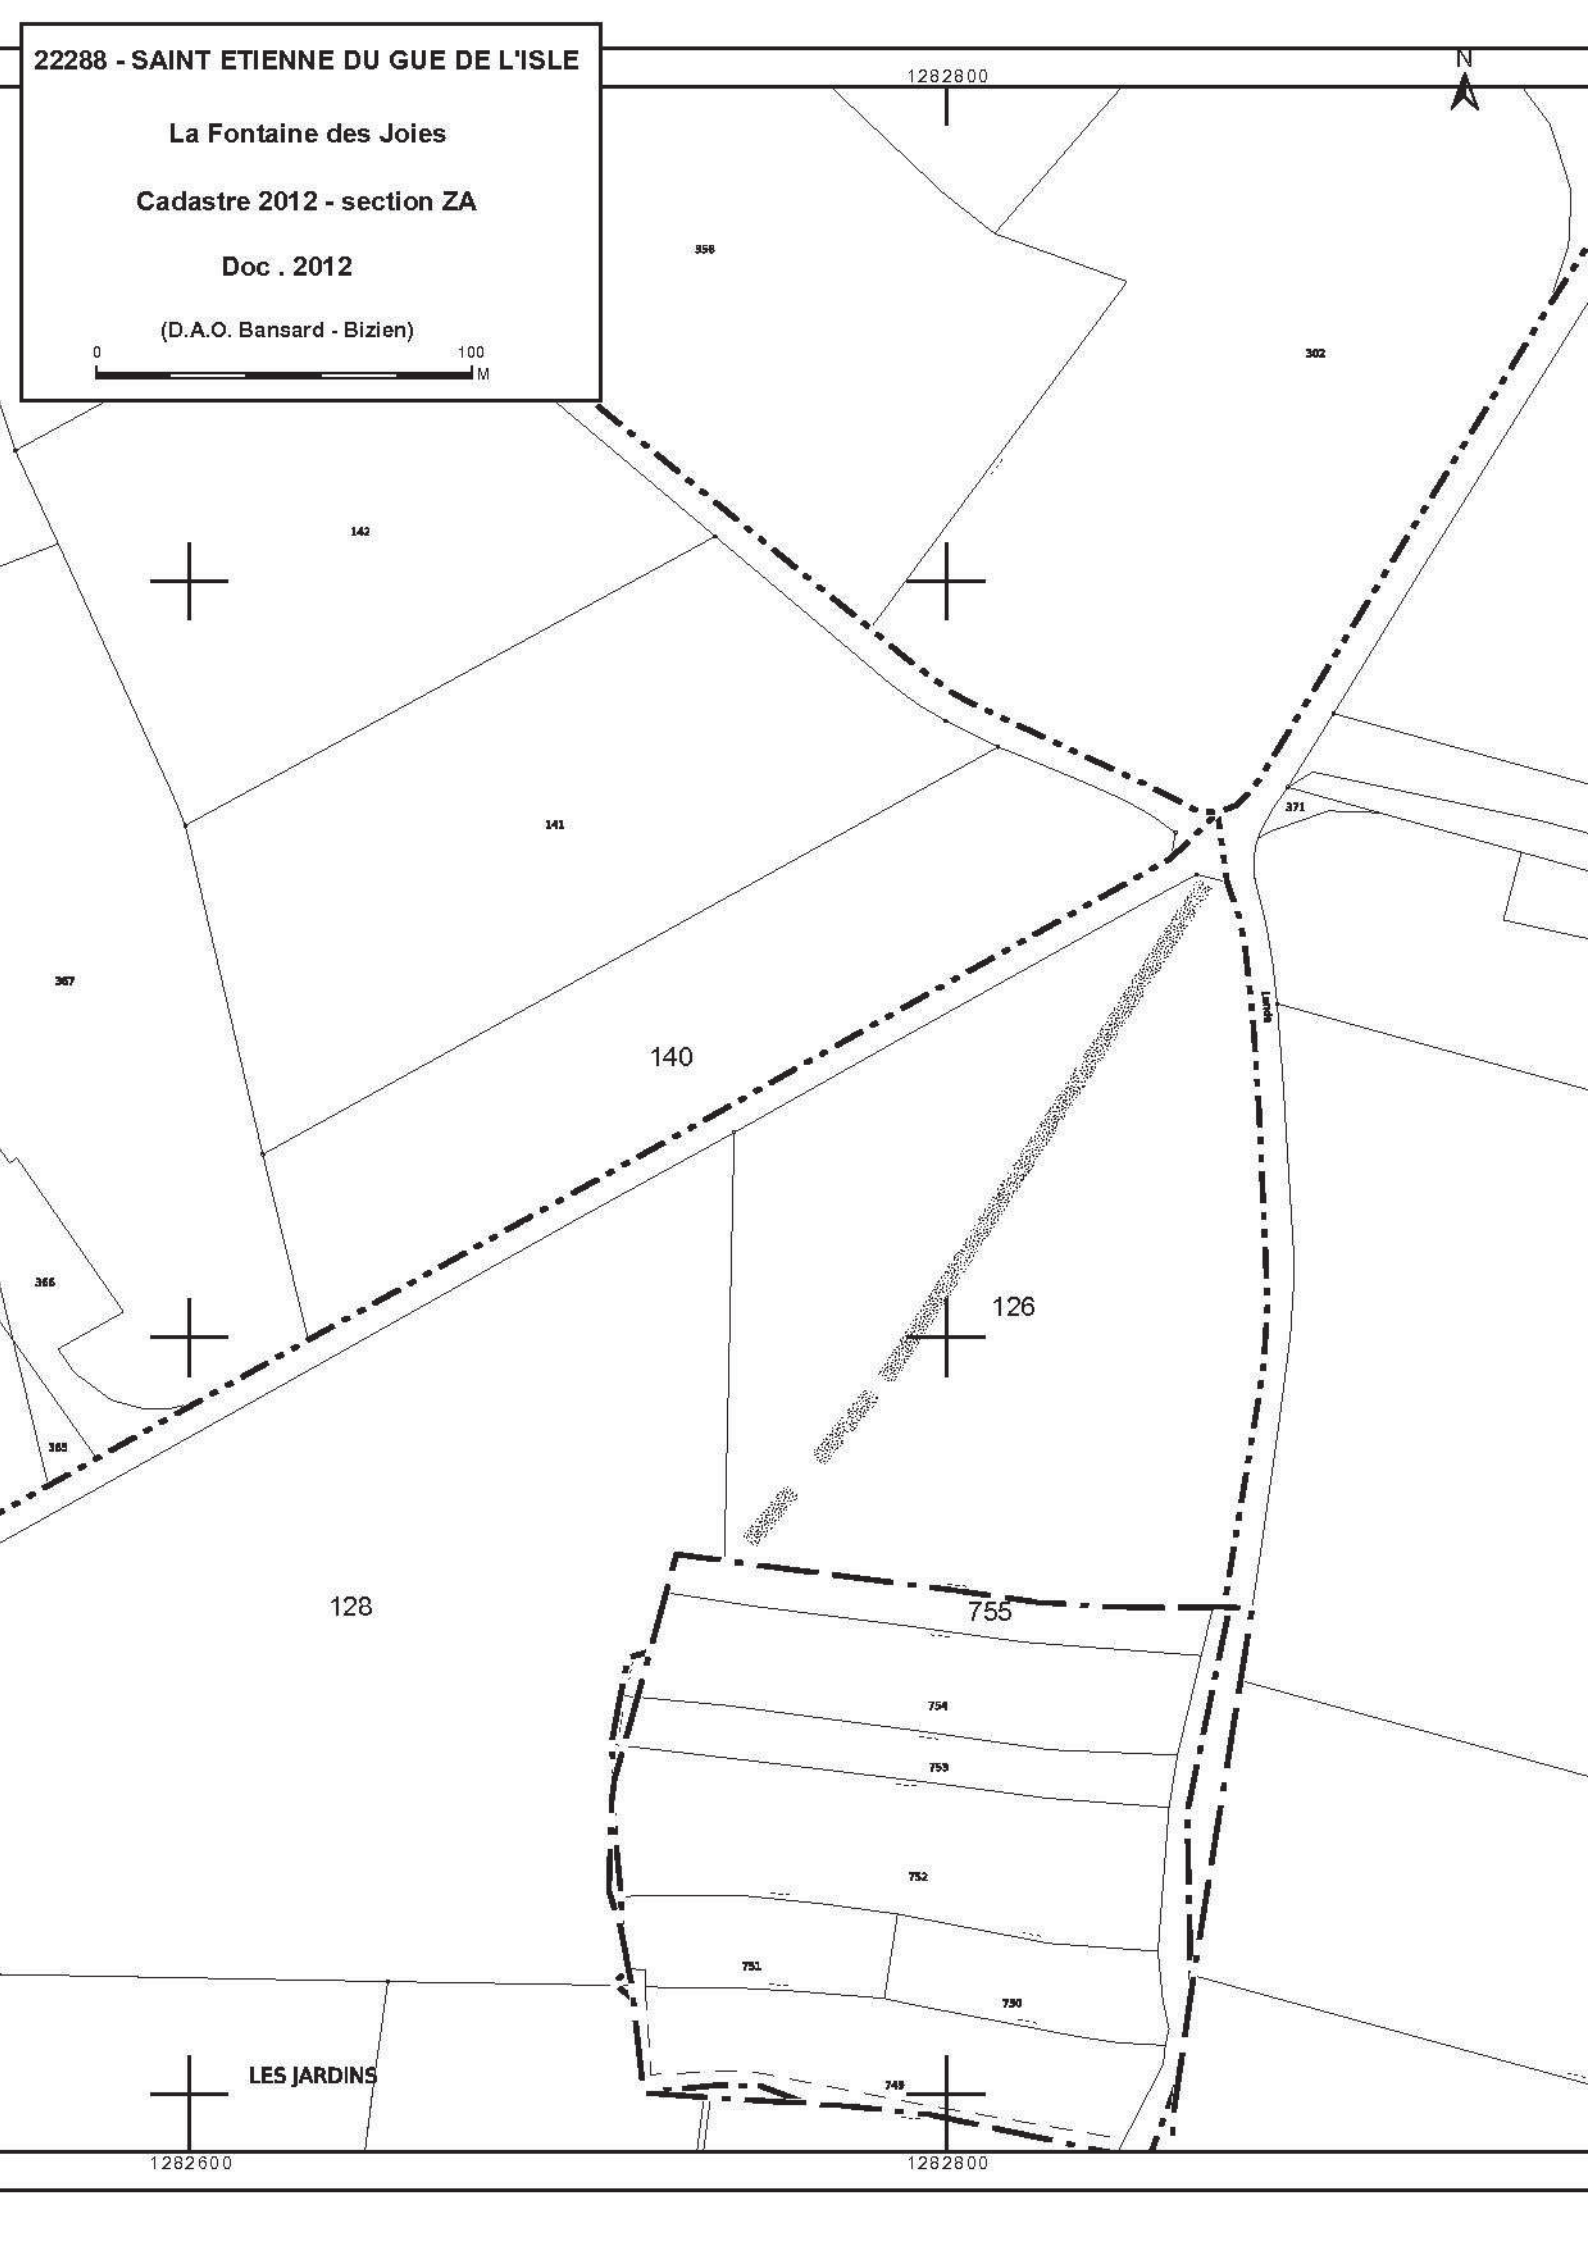 22288 - SAINT ETIENNE DU GUE DE L'ISLE
La Fontaine des Joies
Cadastre 2012 - section ZA
Doc . 2012
(D.A.O. Bansard - Bizien)
0 100
M
1282800
N
358
302
142
371
141
367
Lande
140
366
126
365
128
755
754
753
752
751
750
LES JARDINS
749
1282600
1282800